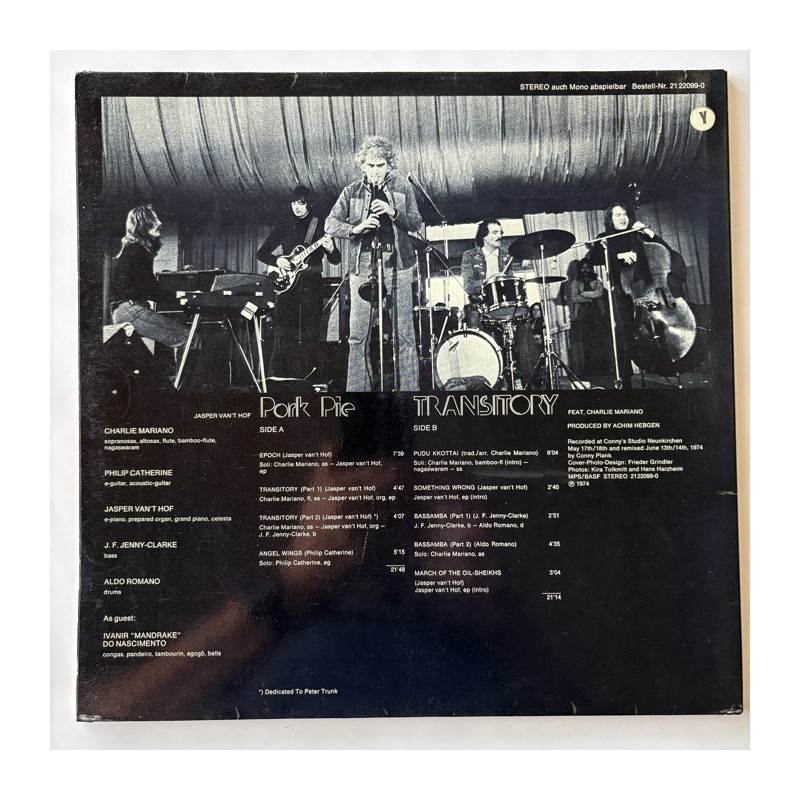 STEREO auch Mono abspielbar Bestell-Nr. 21 22099-0
Y
JASPER VAN'T HOF Pork Pie TRANSITORY FEAT. CHARLIE MARIANO
CHARLIE MARIANO
sopranosax, altosax, flute, bamboo-flute,
nagaswaram
PHILIP CATHERINE
e-guitar, acoustic-guitar
JASPER VAN'T HOF
e-piano, prepared organ, grand piano, celesta
J. F. JENNY-CLARKE
bass
ALDO ROMANO
drums
As guest:
IVANIR "MANDRAKE"
DO NASCIMENTO
congas, pandeiro, tambourin, agogô, bells
SIDE A
EPOCH (Jasper van't Hof) 7'39
Soli: Charlie Mariano, as – Jasper van't Hof,
ep
TRANSITORY (Part 1) (Jasper van't Hof) 4'47
Charlie Mariano, fl, ss – Jasper van't Hof, org, ep
TRANSITORY (Part 2) (Jasper van't Hof) *) 4'07
Charlie Mariano, ss – Jasper van't Hof, org –
J. F. Jenny-Clarke, b
ANGEL WINGS (Philip Catherine) 5'15
Solo: Philip Catherine, eg
21'48
*) Dedicated To Peter Trunk
SIDE B
PUDU KKOTTAI (trad./arr. Charlie Mariano) 8'04
Soli: Charlie Mariano, bamboo-fl (intro) –
nagaswaram – ss
SOMETHING WRONG (Jasper van't Hof) 2'40
Jasper van't Hof, ep (intro)
BASSAMBA (Part 1) (J. F. Jenny-Clarke) 2'51
J. F. Jenny-Clarke, b – Aldo Romano, d
BASSAMBA (Part 2) (Aldo Romano) 4'35
Solo: Charlie Mariano, as
MARCH OF THE OIL-SHEIKHS 3'04
(Jasper van't Hof)
Jasper van't Hof, ep (intro)
21'14
PRODUCED BY ACHIM HEBGEN
Recorded at Conny's Studio Neunkirchen
May 17th/18th and remixed June 13th/14th, 1974
by Conny Plank
Cover-Photo-Design: Frieder Grindler
Photos: Kira Tolkmitt and Hans Harzheim
MPS/BASF STEREO 21 22099-0
℗ 1974